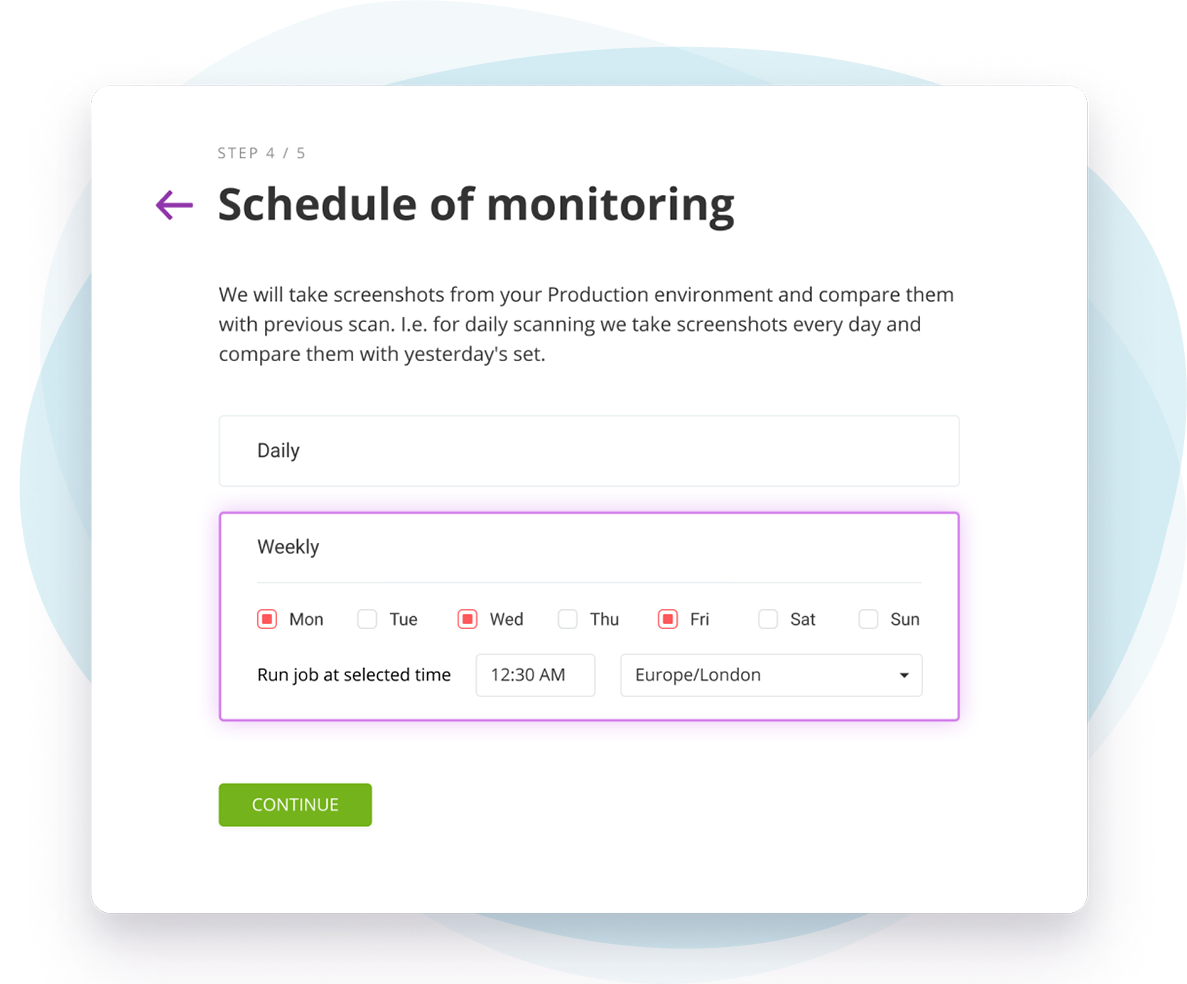 STEP 4 / 5
Schedule of monitoring
We will take screenshots from your Production environment and compare them
with previous scan. I.e. for daily scanning we take screenshots every day and
compare them with yesterday's set.
Daily
Weekly
Mon Tue Wed Thu Fri Sat Sun
Run job at selected time 12:30 AM Europe/London
CONTINUE